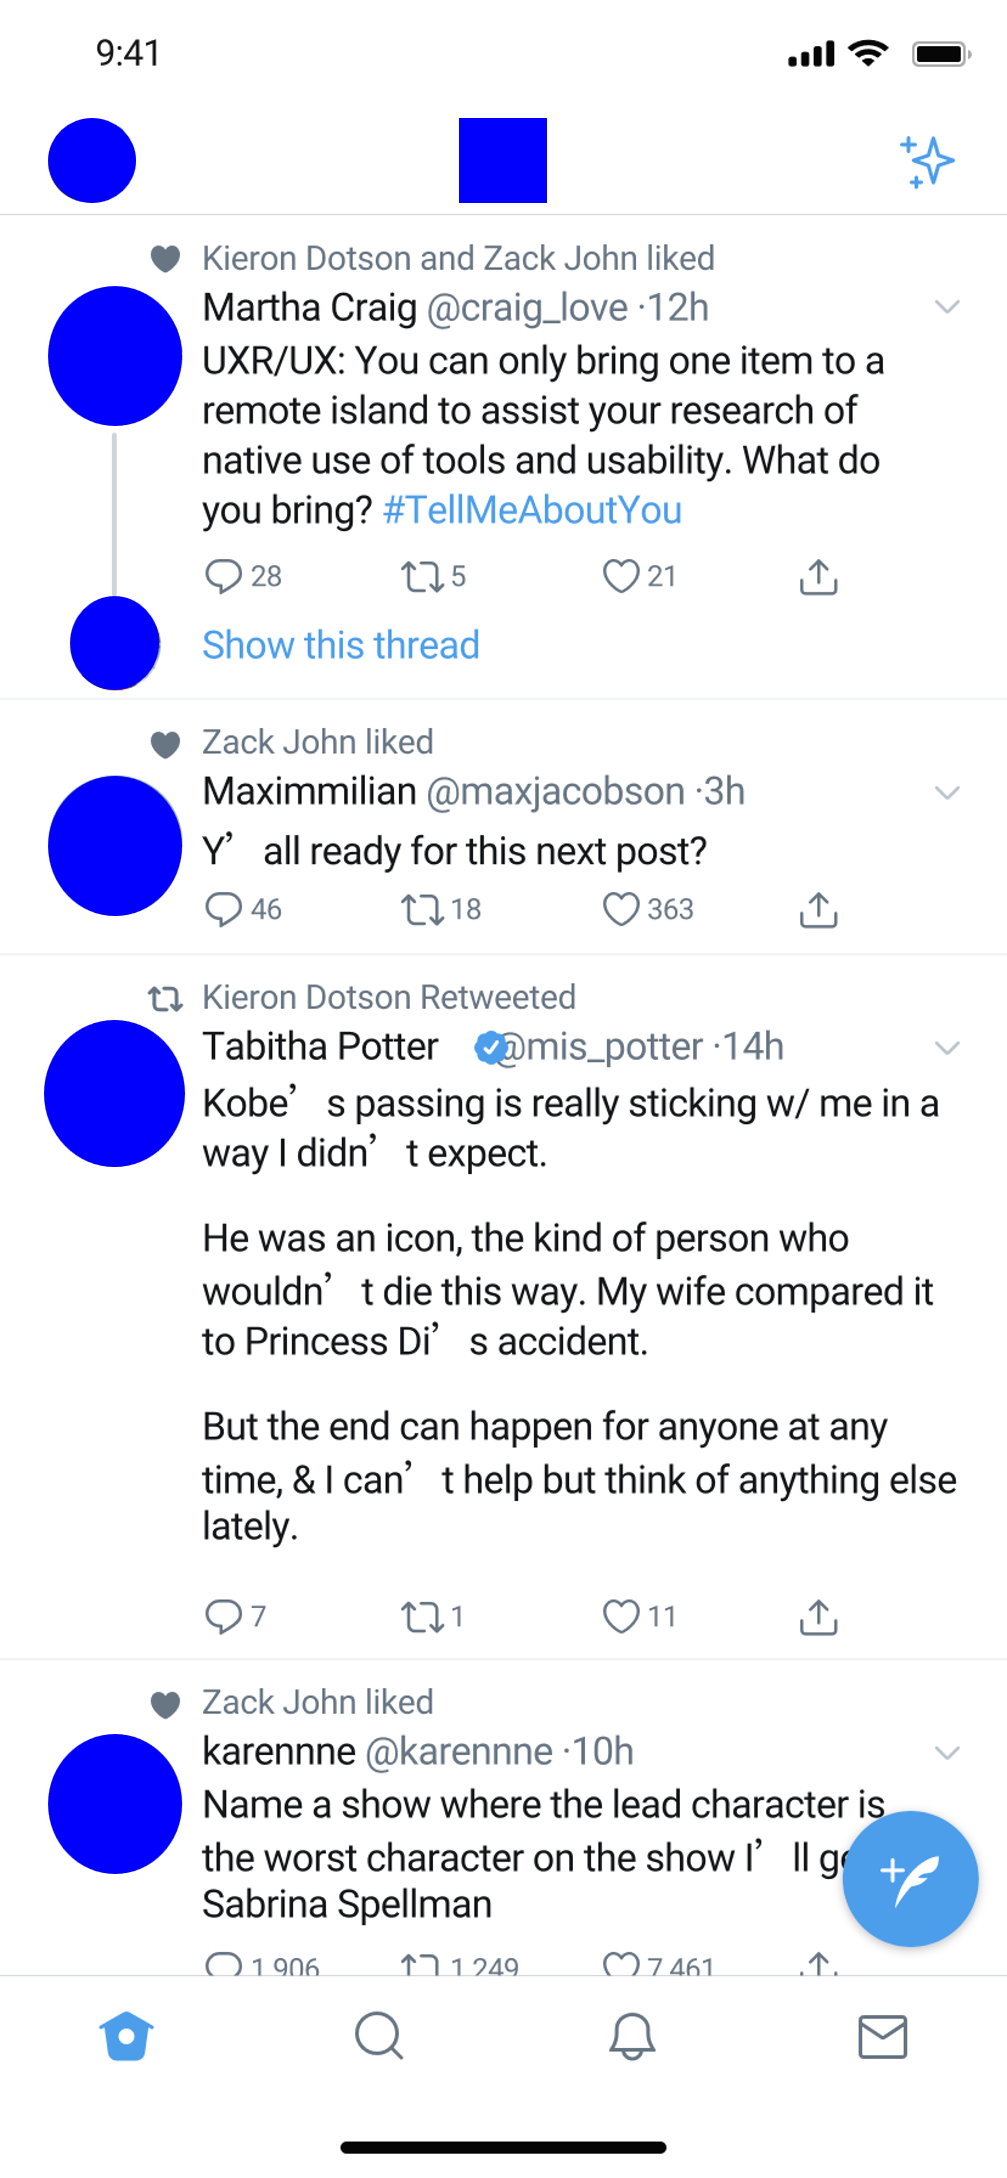 9:41
Kieron Dotson and Zack John liked
Martha Craig @craig_love ·12h
UXR/UX: You can only bring one item to a
remote island to assist your research of
native use of tools and usability. What do
you bring? #TellMeAboutYou
28 5 21
Show this thread
Zack John liked
Maximmilian @maxjacobson ·3h
Y’all ready for this next post?
46 18 363
Kieron Dotson Retweeted
Tabitha Potter @mis_potter ·14h
Kobe’s passing is really sticking w/ me in a
way I didn’t expect.
He was an icon, the kind of person who
wouldn’t die this way. My wife compared it
to Princess Di’s accident.
But the end can happen for anyone at any
time, & I can’t help but think of anything else
lately.
7 1 11
Zack John liked
karennne @karennne ·10h
Name a show where the lead character is
the worst character on the show I’ll
Sabrina Spellman
1 906 1 249 7 461